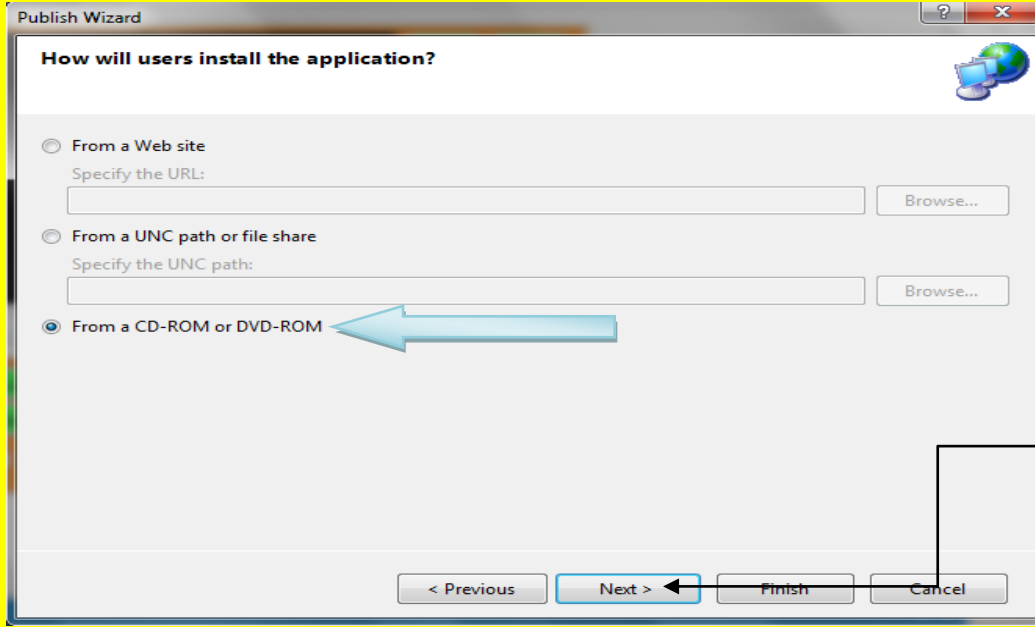 Publish Wizard
How will users install the application?
From a Web site
Specify the URL:
Browse...
From a UNC path or file share
Specify the UNC path:
Browse...
From a CD-ROM or DVD-ROM
< Previous Next > Finish Cancel